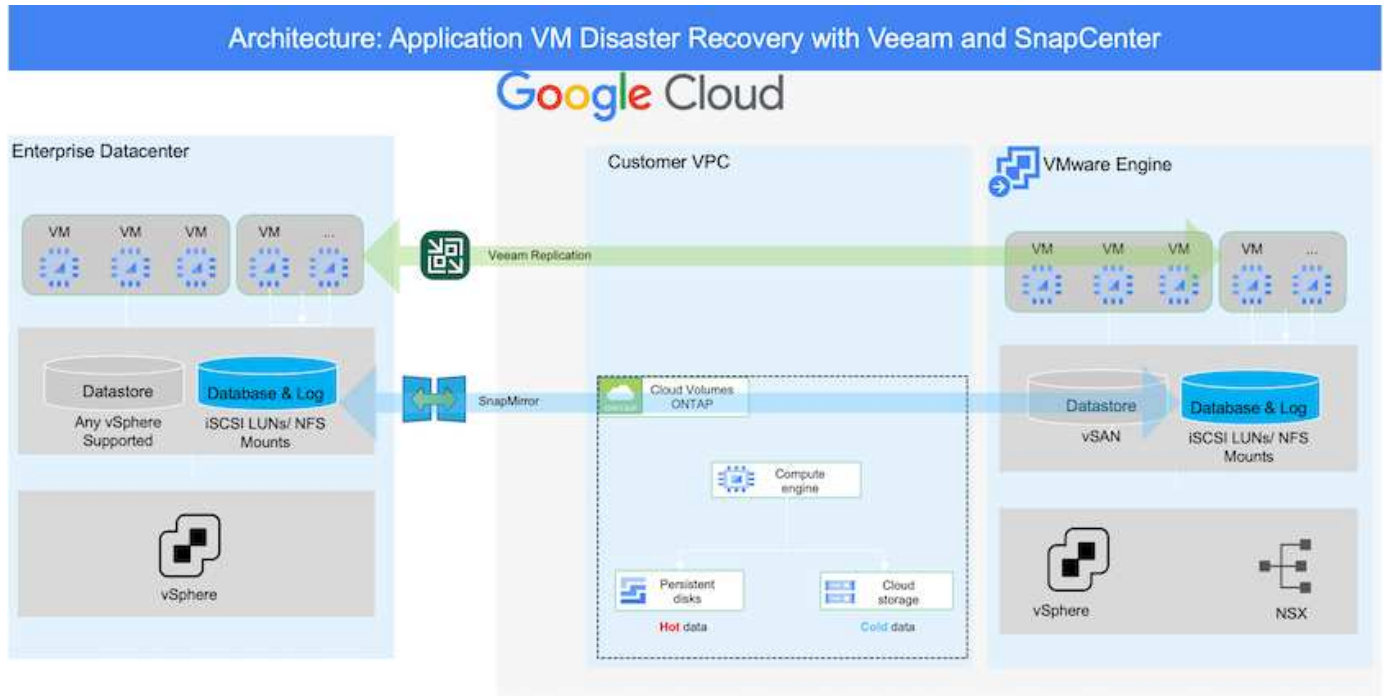 Architecture: Application VM Disaster Recovery with Veeam and SnapCenter
Google Cloud
Enterprise Datacenter
VM
VM
VM
VM
...
Datastore
Any vSphere
Supported
Database & Log
iSCSI LUNs/ NFS
Mounts
vSphere
Veeam Replication
SnapMirror
Customer VPC
ONTAP
Cloud Volumes
ONTAP
Compute
engine
Persistent
disks
Hot data
Cloud
storage
Cold data
VMware Engine
VM
VM
VM
VM
...
Datastore
vSAN
Database & Log
iSCSI LUNs/ NFS
Mounts
vSphere
NSX